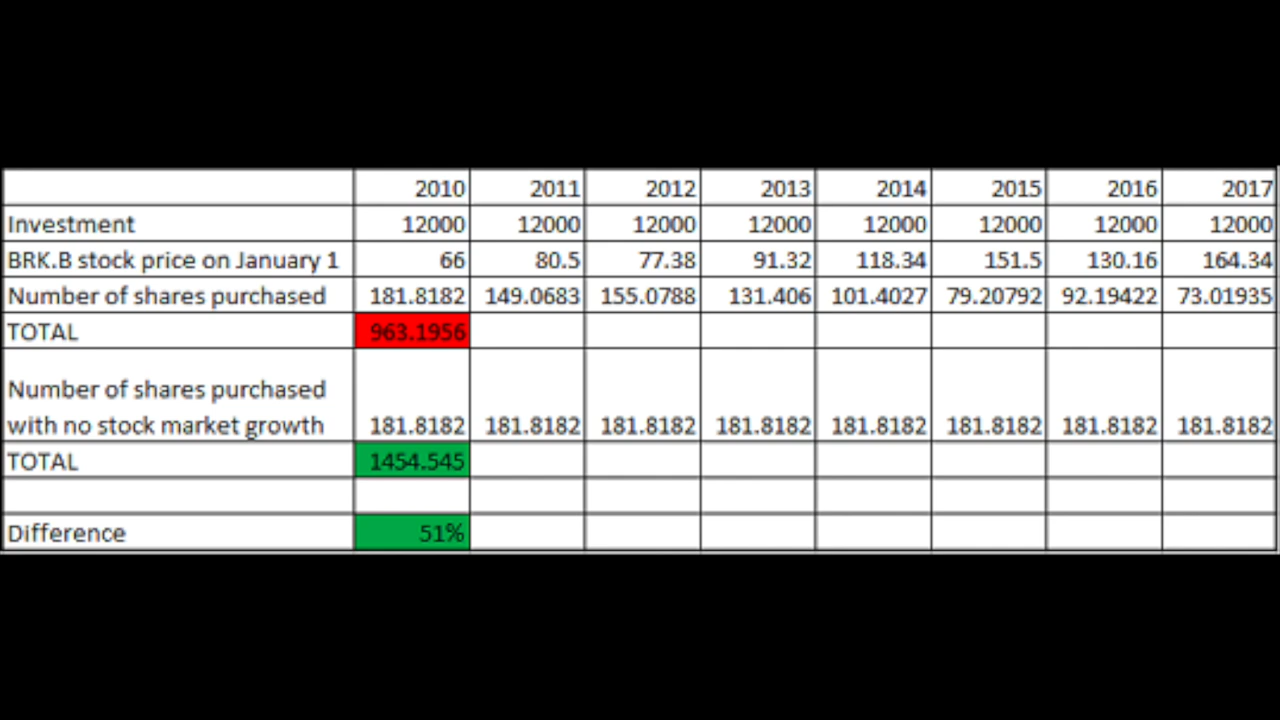 2010 2011 2012 2013 2014 2015 2016 2017
Investment 12000 12000 12000 12000 12000 12000 12000 12000
BRK.B stock price on January 1 66 80.5 77.38 91.32 118.34 151.5 130.16 164.34
Number of shares purchased 181.8182 149.0683 155.0788 131.406 101.4027 79.20792 92.19422 73.01935
TOTAL 963.1956
Number of shares purchased
with no stock market growth 181.8182 181.8182 181.8182 181.8182 181.8182 181.8182 181.8182 181.8182
TOTAL 1454.545
Difference 51%